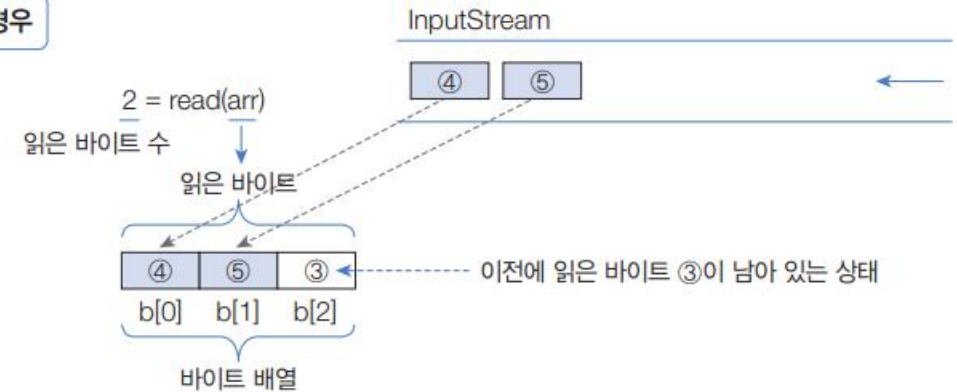 경우
InputStream
④ ⑤
2 = read(arr)
읽은 바이트 수
읽은 바이트
④ ⑤ ③
이전에 읽은 바이트 ③이 남아 있는 상태
b[0] b[1] b[2]
바이트 배열